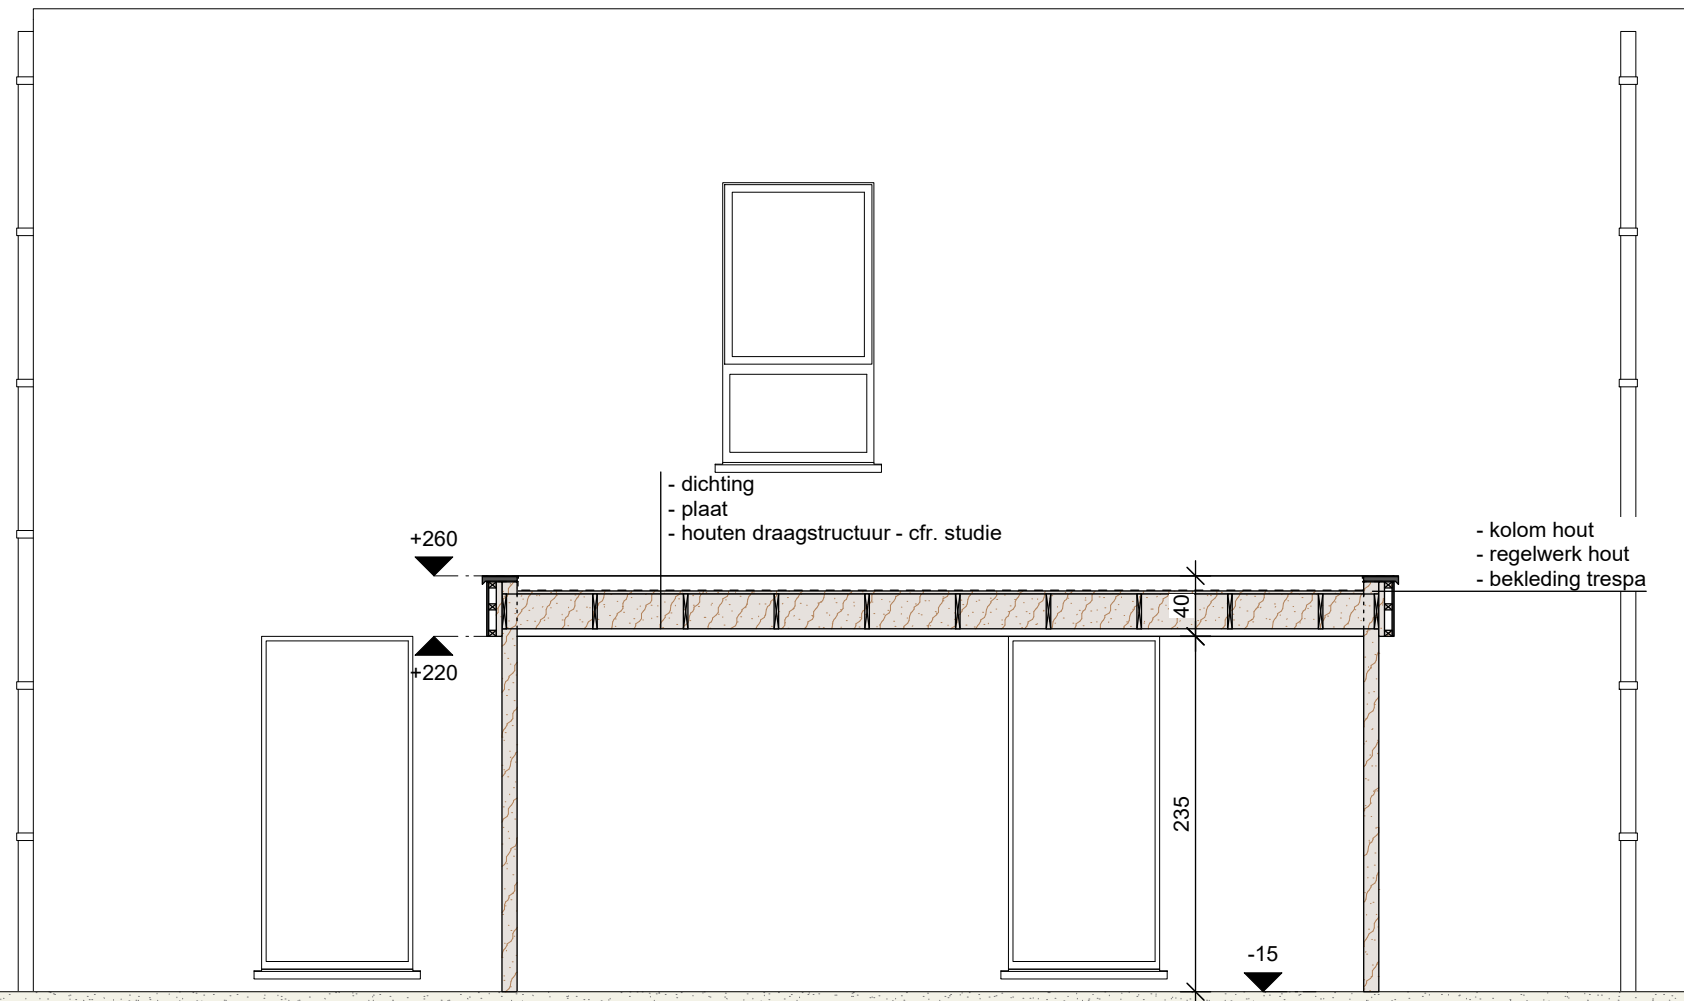 - dichting
- plaat
- houten draagstructuur - cfr. studie
- kolom hout
- regelwerk hout
- bekleding trespa
+260
40
+220
235
-15